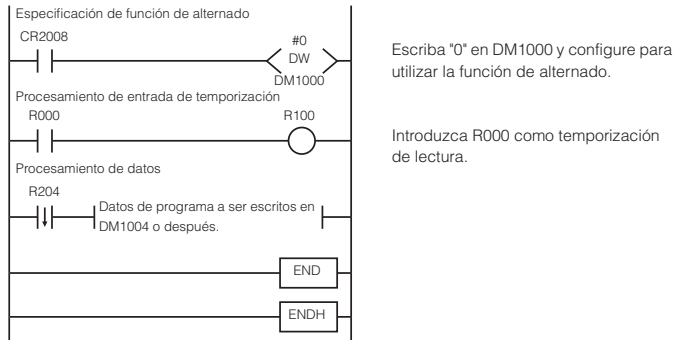 Especificación de función de alternado
CR2008
#0
DW
DM1000
Escriba "0" en DM1000 y configure para
utilizar la función de alternado.
Procesamiento de entrada de temporización
R000
R100
Introduzca R000 como temporización
de lectura.
Procesamiento de datos
R204
Datos de programa a ser escritos en
DM1004 o después.
END
ENDH